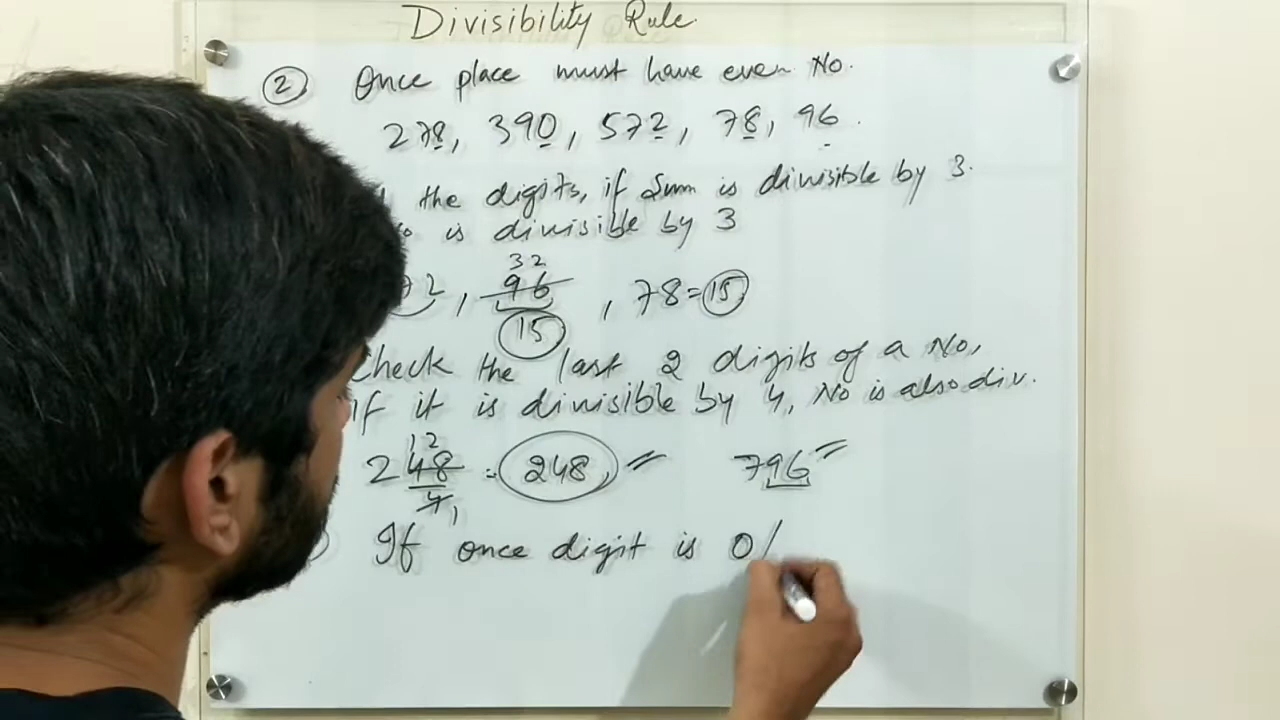 Divisibility Rule
② Once place must have even No.
278, 390, 572, 78, 96.
the digits, if Sum is divisible by 3.
is divisible by 3
32
72, 96, 78=15
15
Check the last 2 digits of a No,
If it is divisible by 4, No is also div.
12
248 = 248, 796
4 1
If once digit is 0/